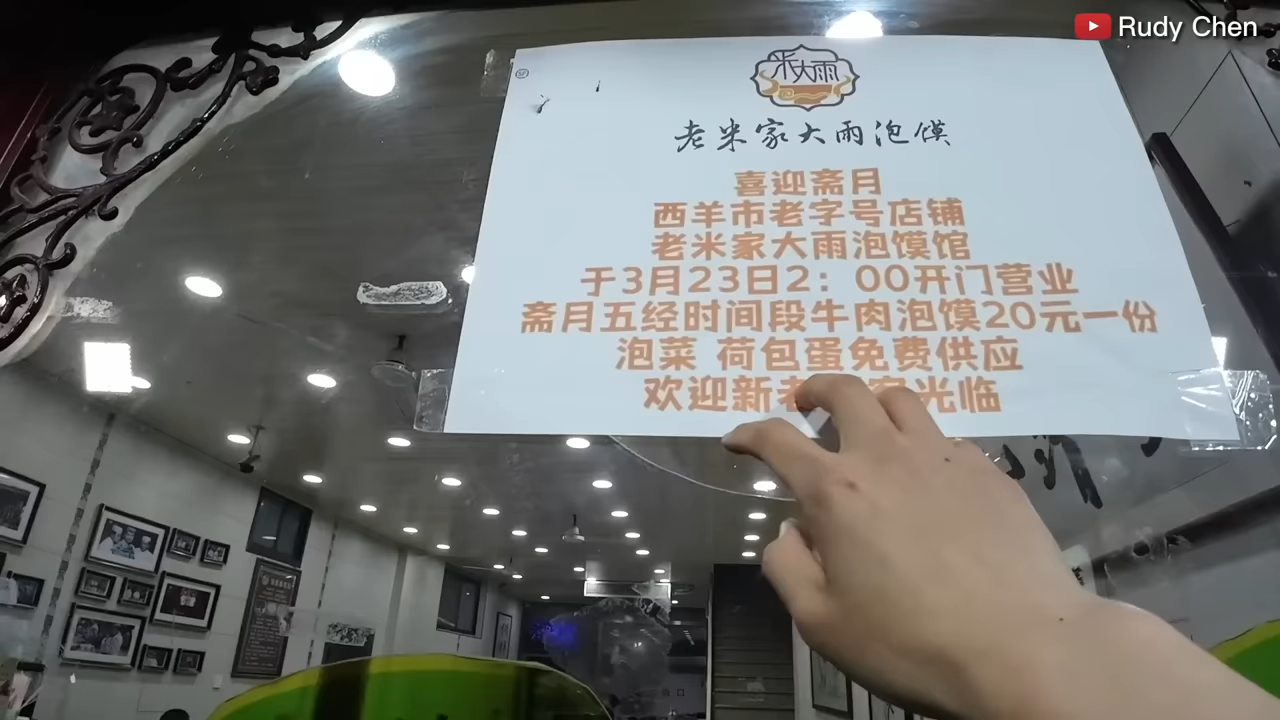 Rudy Chen
米大雨
老米家大雨泡馍
喜迎斋月
西羊市老字号店铺
老米家大雨泡馍馆
于3月23日2：00开门营业
斋月五经时间段牛肉泡馍20元一份
泡菜 荷包蛋免费供应
欢迎新老 客光临